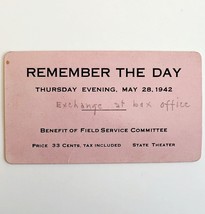 REMEMBER THE DAY
THURSDAY EVENING, MAY 28, 1942
Exchange at box office
BENEFIT OF FIELD SERVICE COMMITTEE
PRICE 33 CENTS, TAX INCLUDED STATE THEATER